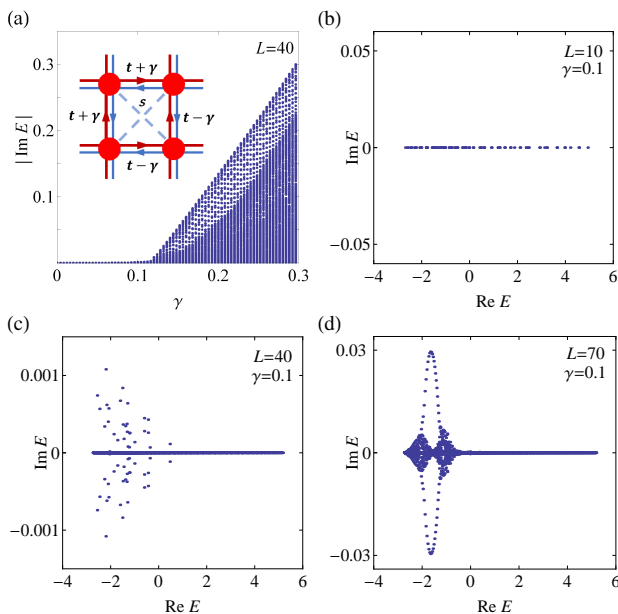 (a)
L=40
0.3
0.2
0.1
| Im E |
t + γ
s
t + γ
t − γ
t − γ
0
0.1
0.2
0.3
γ
(b)
L=10
γ=0.1
0.05
0
−0.05
Im E
−4
−2
0
2
4
6
Re E
(c)
L=40
γ=0.1
0.001
0
−0.001
Im E
−4
−2
0
2
4
6
Re E
(d)
L=70
γ=0.1
0.03
0
−0.03
Im E
−4
−2
0
2
4
6
Re E